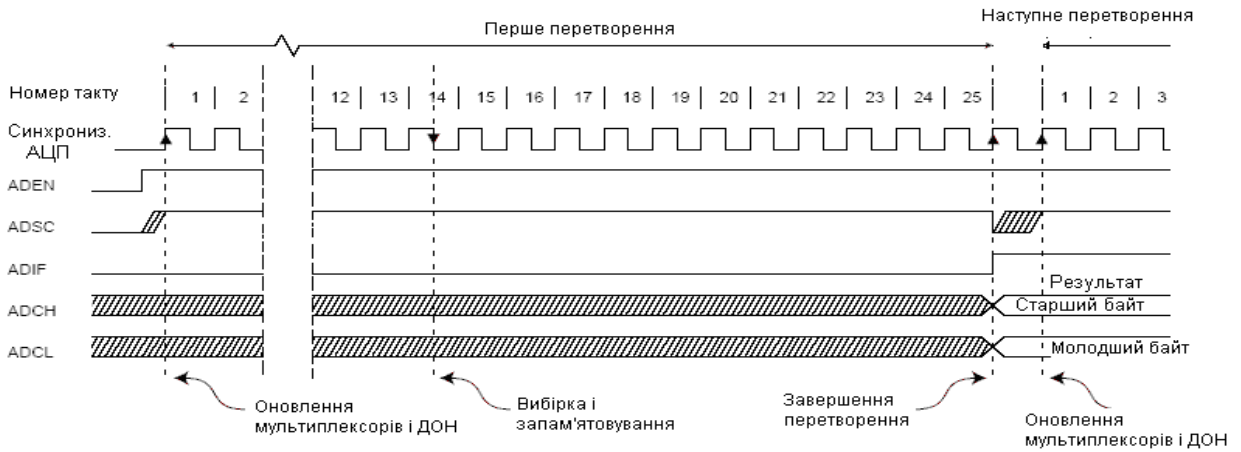 Перше перетворення
Наступне перетворення
Номер такту
1 2 12 13 14 15 16 17 18 19 20 21 22 23 24 25 1 2 3
Синхрониз.
АЦП
ADEN
ADSC
ADIF
Результат
ADCH
Старший байт
ADCL
Молодший байт
Оновлення
мультиплексорів і ДОН
Вибірка і
запам'ятовування
Завершення
перетворення
Оновлення
мультиплексорів і ДОН